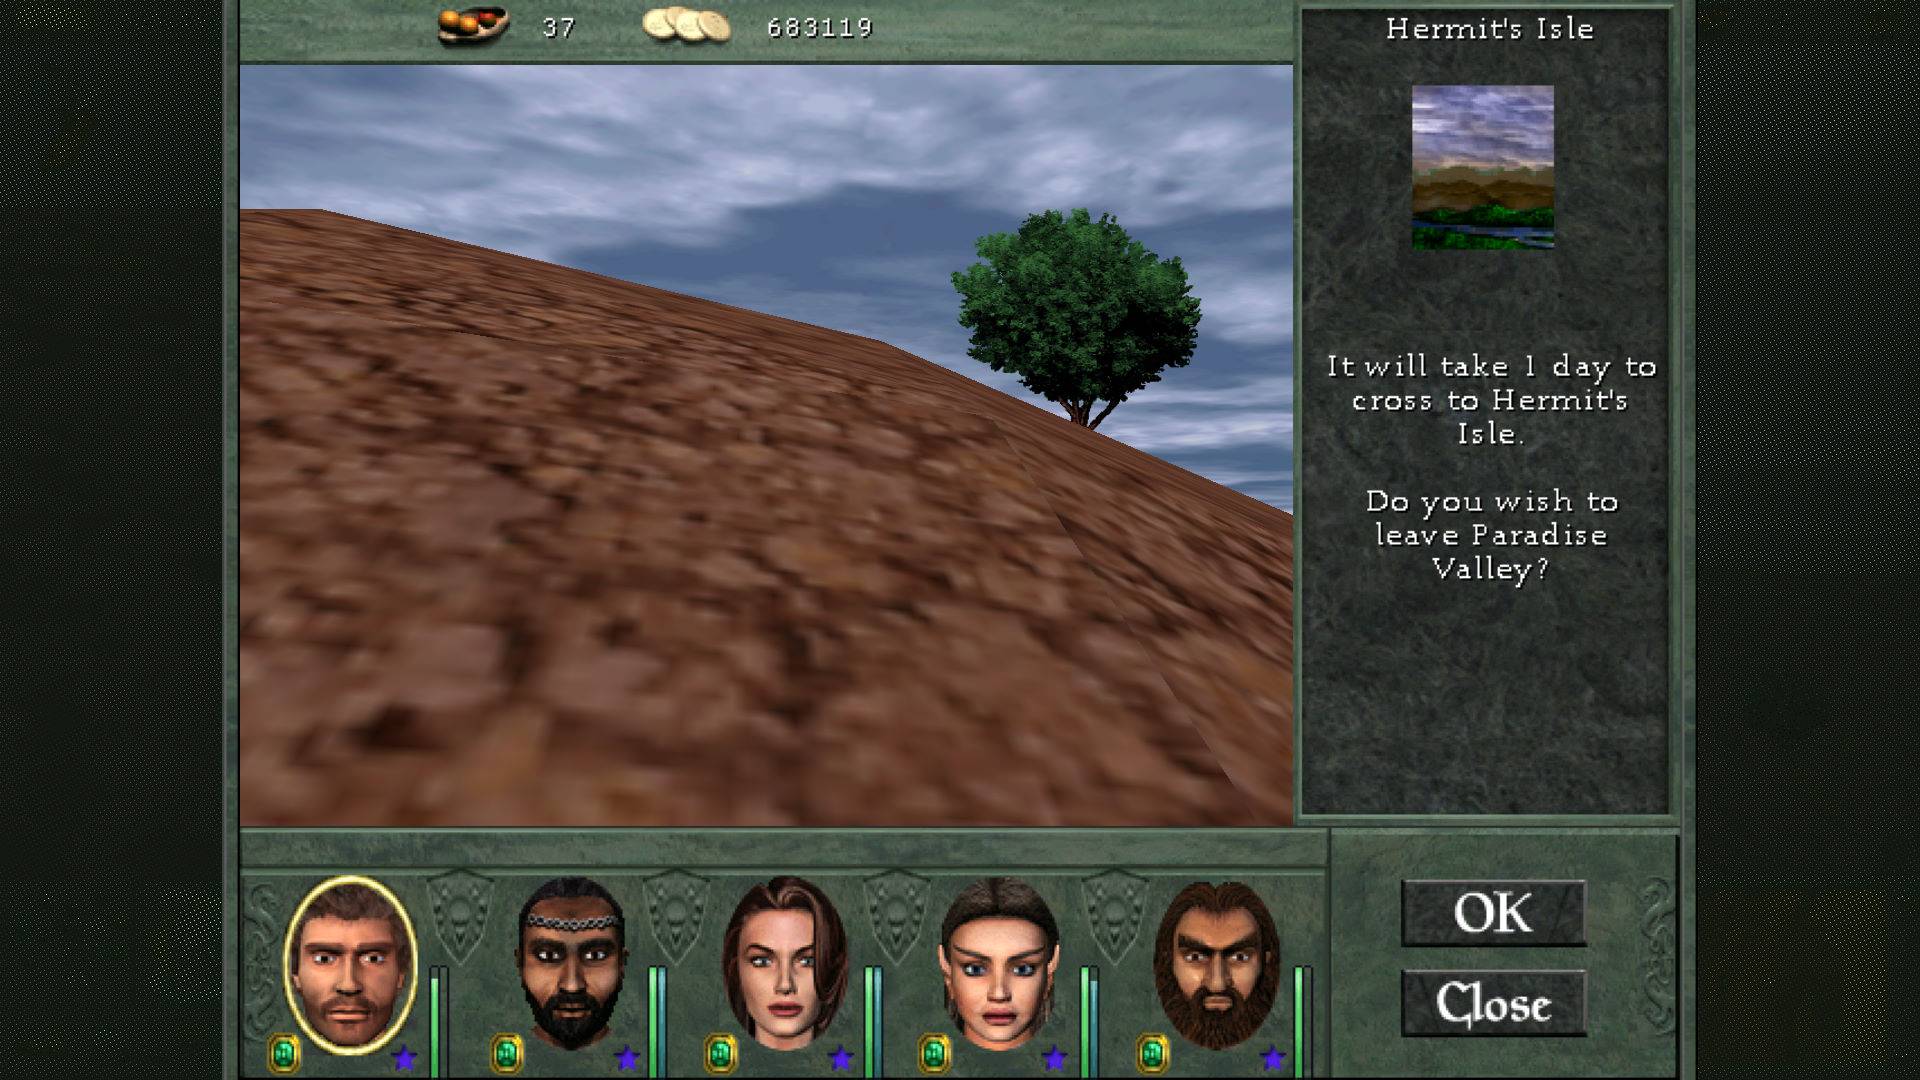 37 683119
Hermit's Isle
It will take 1 day to
cross to Hermit's
Isle.
Do you wish to
leave Paradise
Valley?
OK
Close